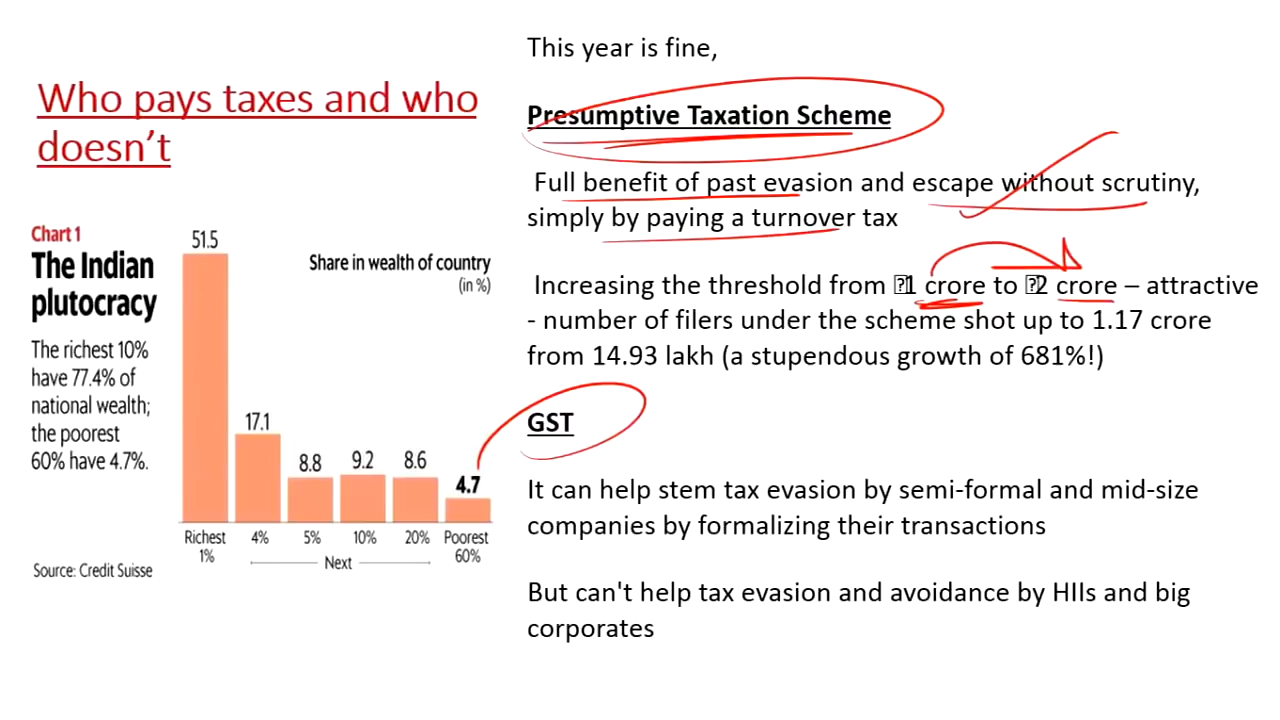 Who pays taxes and who
doesn't
Chart 1
The Indian
plutocracy
The richest 10%
have 77.4% of
national wealth;
the poorest
60% have 4.7%.
Source: Credit Suisse
Share in wealth of country
(in %)
51.5
17.1
8.8
9.2
8.6
4.7
Richest
1%
4%
5%
10%
20%
Poorest
60%
Next
This year is fine,
Presumptive Taxation Scheme
Full benefit of past evasion and escape without scrutiny,
simply by paying a turnover tax
Increasing the threshold from 1 crore to 2 crore – attractive
- number of filers under the scheme shot up to 1.17 crore
from 14.93 lakh (a stupendous growth of 681%!)
GST
It can help stem tax evasion by semi-formal and mid-size
companies by formalizing their transactions
But can't help tax evasion and avoidance by HIIs and big
corporates